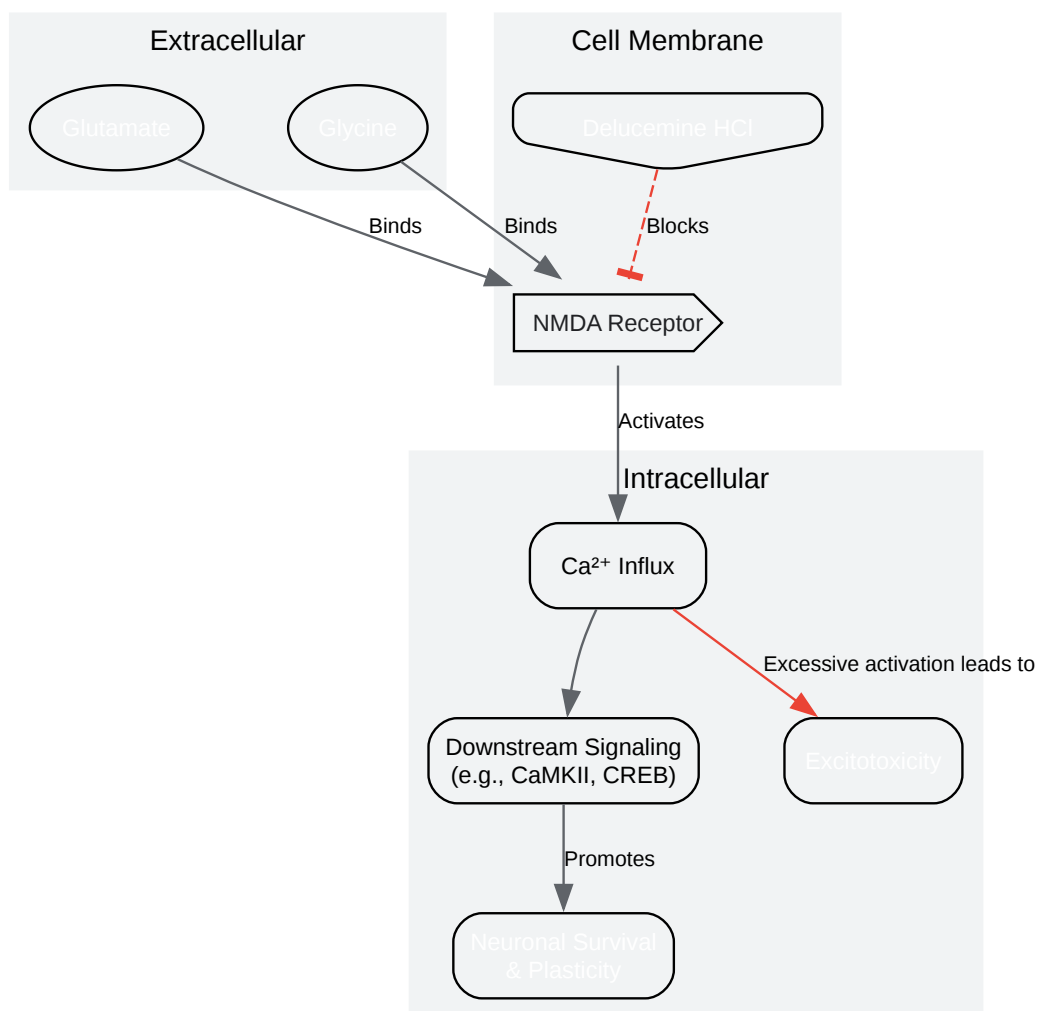 Extracellular
Cell Membrane
Glutamate
Glycine
Delucemine HCl
Binds
Binds
Blocks
NMDA Receptor
Activates
Intracellular
Ca²⁺ Influx
Excessive activation leads to
Downstream Signaling
(e.g., CaMKII, CREB)
Excitotoxicity
Promotes
Neuronal Survival
& Plasticity